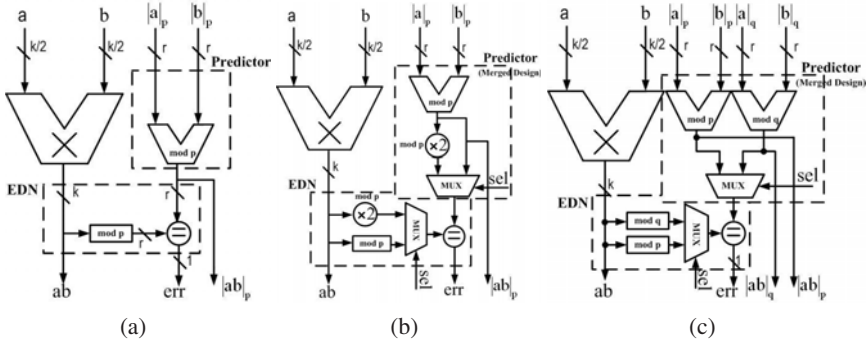 a b |a|p |b|p
k/2 k/2 r r
Predictor
mod p
EDN
k r
mod p r =
1
ab err |ab|p
(a)
a b |a|p |b|p
k/2 k/2 r r
Predictor
(Merged Design)
mod p
mod p ×2
MUX sel
k
EDN
mod p
×2
mod p MUX =
sel
ab err |ab|p
(b)
a b |a|p |b|p |a|q |b|q
k/2 k/2 r r r r
Predictor
(Merged Design)
mod p mod q
MUX sel
k
EDN
mod q
mod p MUX =
1
sel
ab err |ab|q |ab|p
(c)